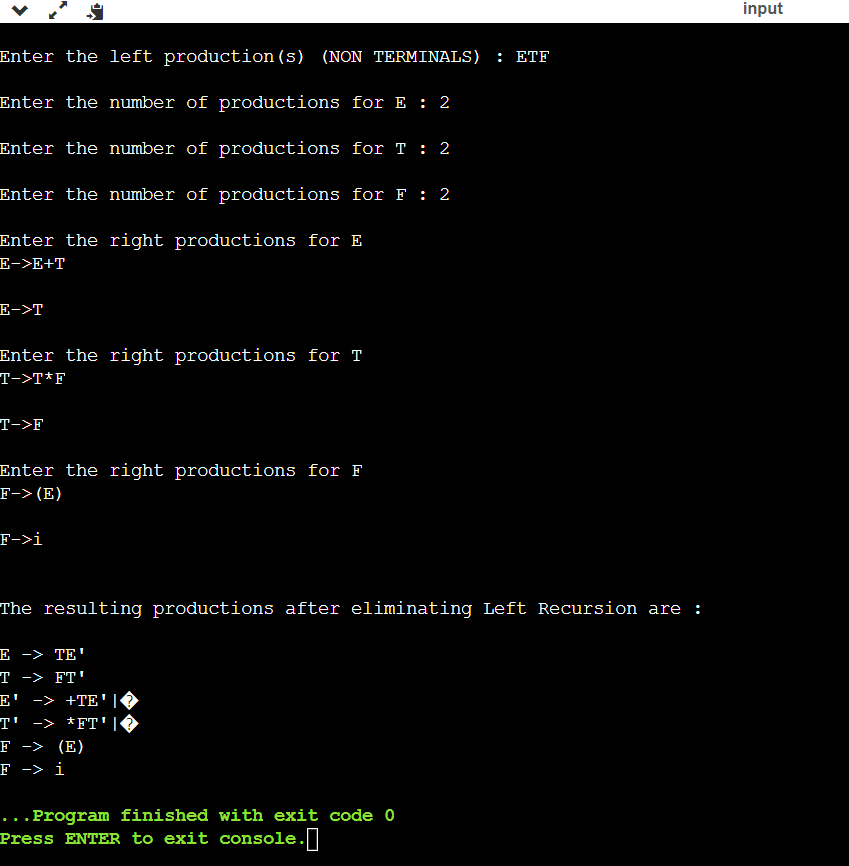 input
Enter the left production(s) (NON TERMINALS) : ETF
Enter the number of productions for E : 2
Enter the number of productions for T : 2
Enter the number of productions for F : 2
Enter the right productions for E
E->E+T
E->T
Enter the right productions for T
T->T*F
T->F
Enter the right productions for F
F->(E)
F->i
The resulting productions after eliminating Left Recursion are :
E -> TE'
T -> FT'
E' -> +TE'|�
T' -> *FT'|�
F -> (E)
F -> i
...Program finished with exit code 0
Press ENTER to exit console.